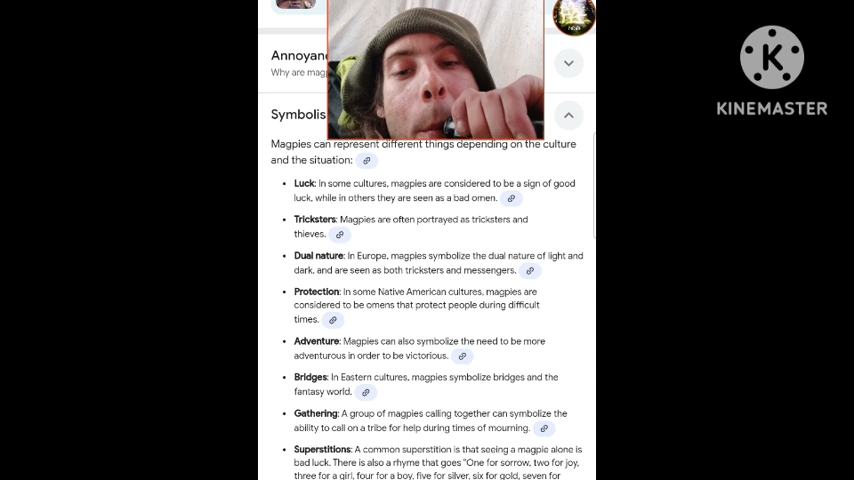 KINEMASTER
Annoyan
Why are mag
Symbolis
Magpies can represent different things depending on the culture
and the situation:
• Luck: In some cultures, magpies are considered to be a sign of good
luck, while in others they are seen as a bad omen.
• Tricksters: Magpies are often portrayed as tricksters and
thieves.
• Dual nature: In Europe, magpies symbolize the dual nature of light and
dark, and are seen as both tricksters and messengers.
• Protection: In some Native American cultures, magpies are
considered to be omens that protect people during difficult
times.
• Adventure: Magpies can also symbolize the need to be more
adventurous in order to be victorious.
• Bridges: In Eastern cultures, magpies symbolize bridges and the
fantasy world.
• Gathering: A group of magpies calling together can symbolize the
ability to call on a tribe for help during times of mourning.
• Superstitions: A common superstition is that seeing a magpie alone is
bad luck. There is also a rhyme that goes "One for sorrow, two for joy,
three for a girl, four for a boy, five for silver, six for gold, seven for